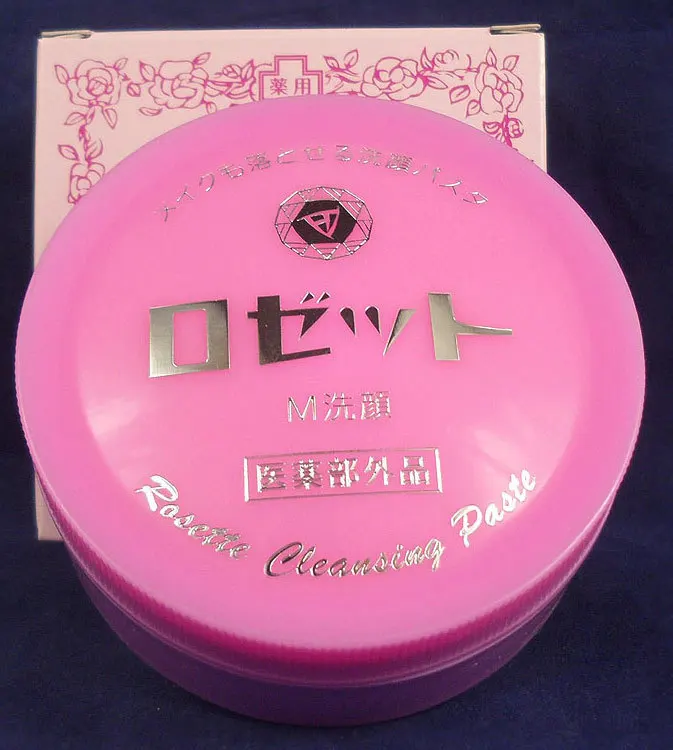 薬用
メイクも落とせる洗顔パスタ
ロゼット
M洗顔
医薬部外品
Rosette Cleansing Paste